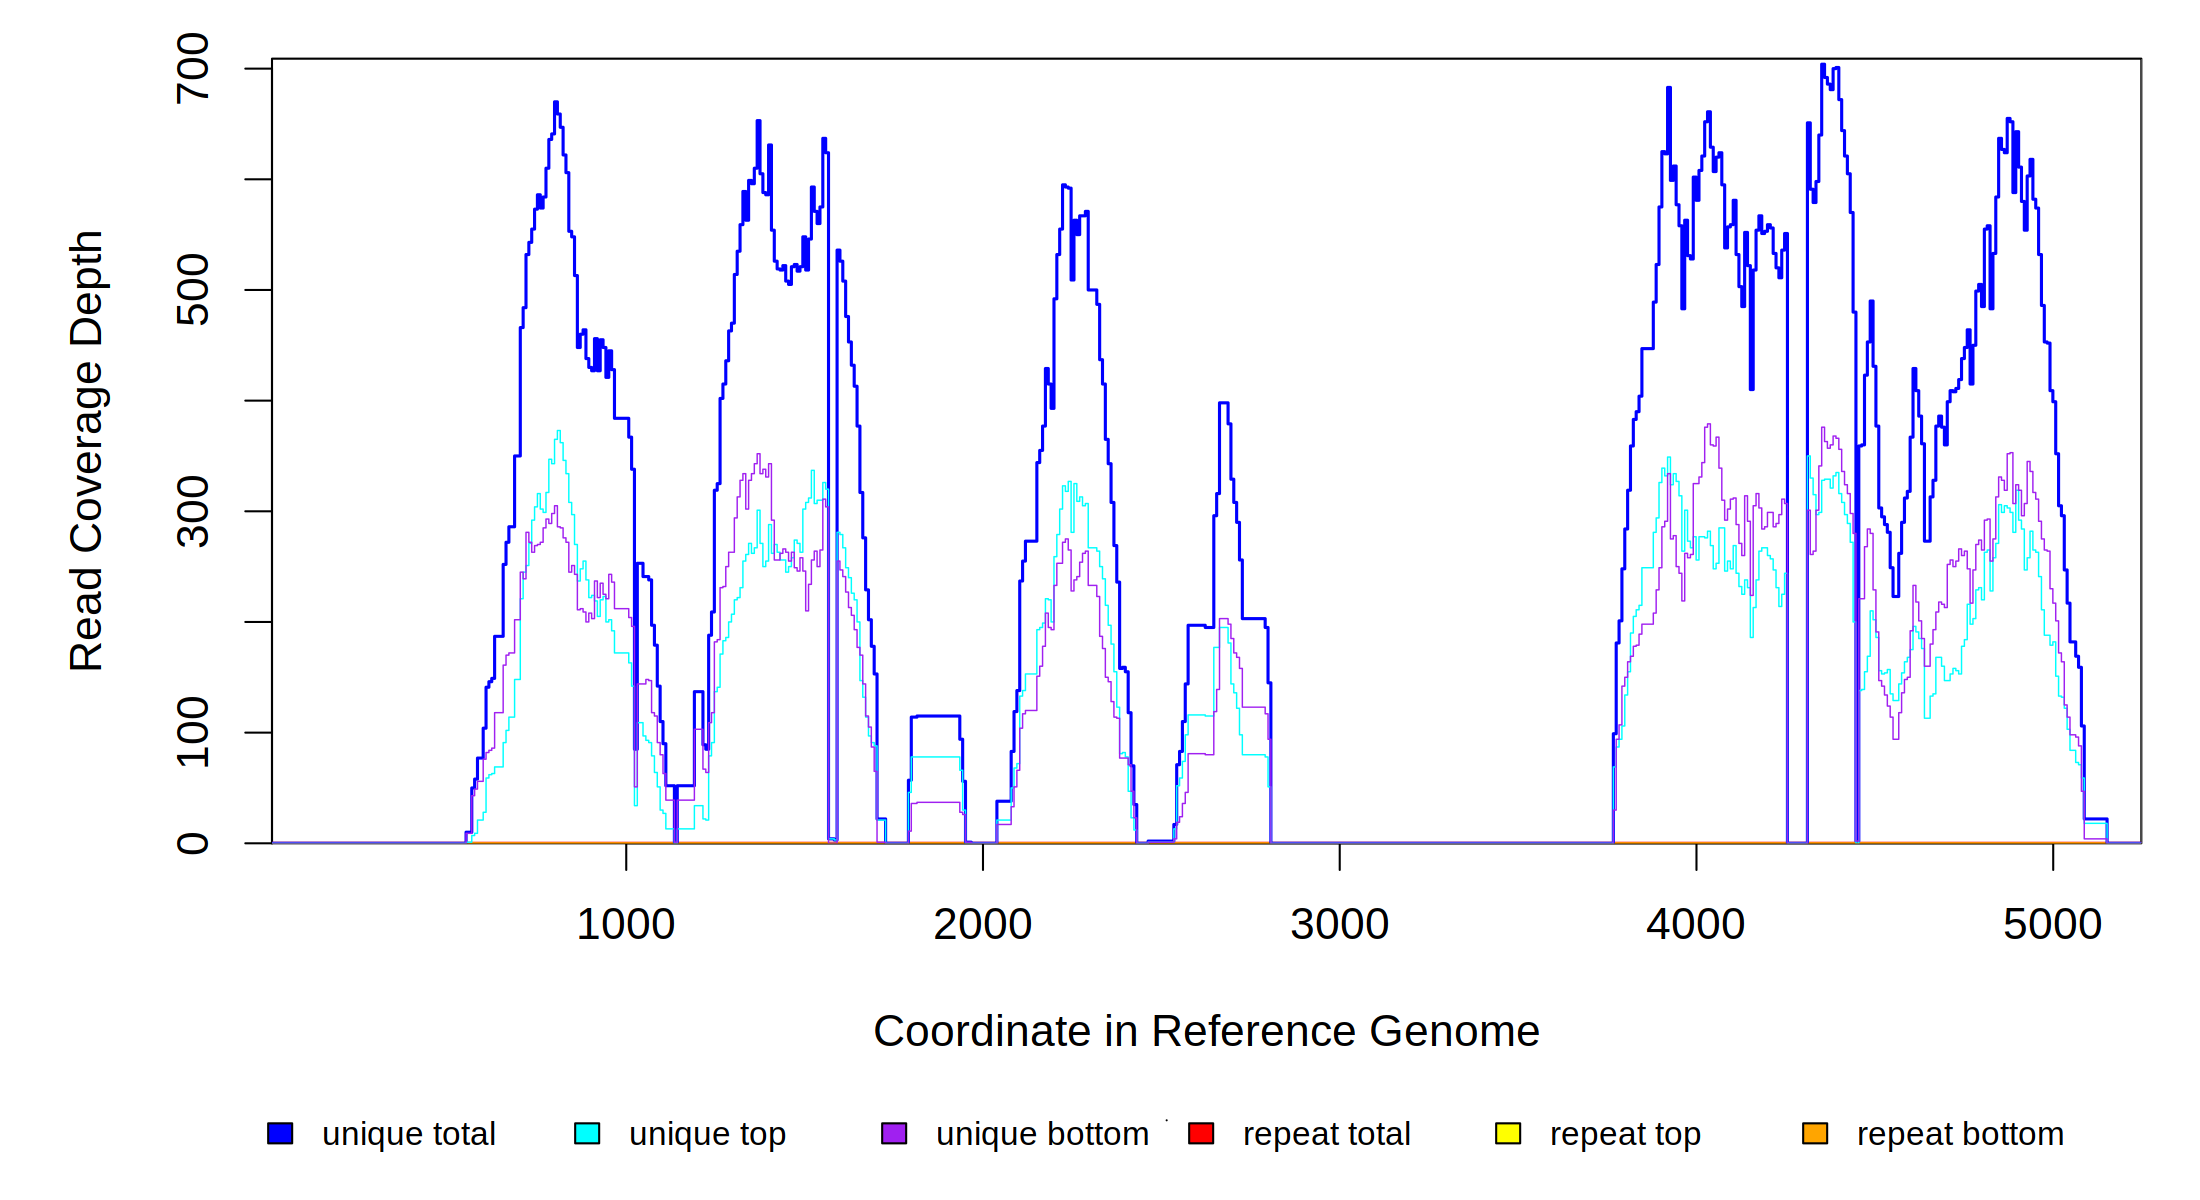 700
500
300
100
0
Read Coverage Depth
1000 2000 3000 4000 5000
Coordinate in Reference Genome
unique total unique top unique bottom repeat total repeat top repeat bottom